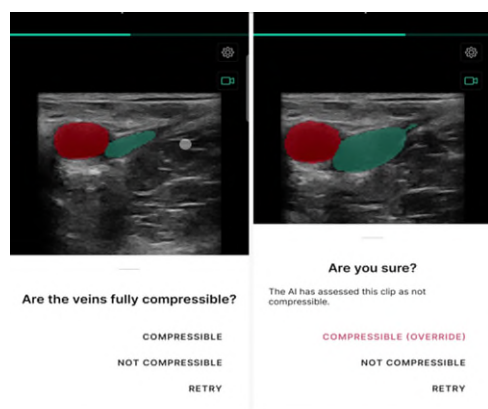 Are the veins fully compressible?
COMPRESSIBLE
NOT COMPRESSIBLE
RETRY
Are you sure?
The AI has assessed this clip as not
compressible.
COMPRESSIBLE (OVERRIDE)
NOT COMPRESSIBLE
RETRY